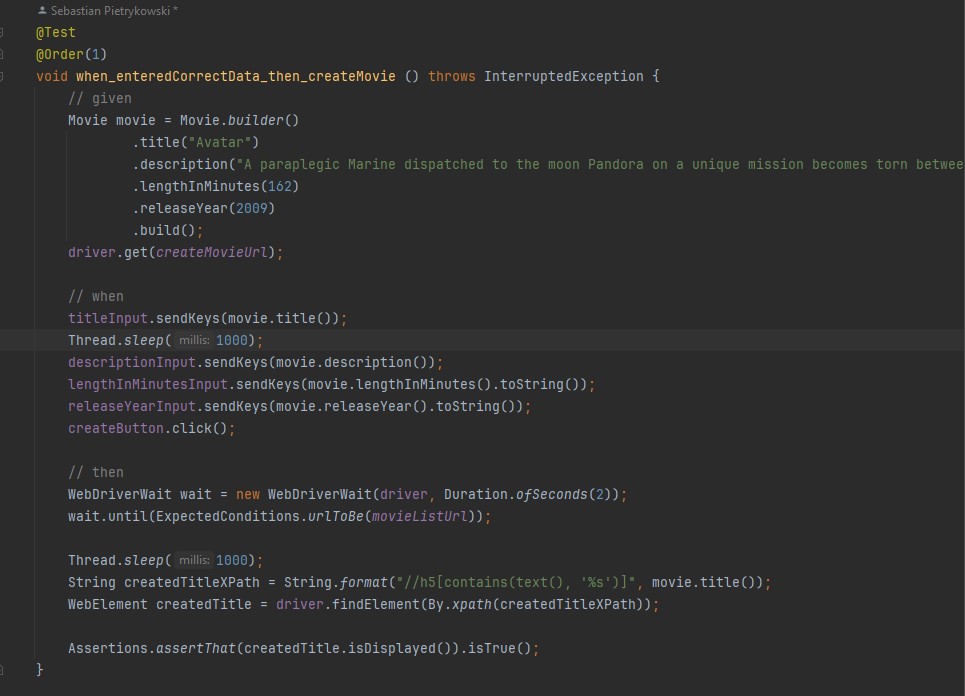 Sebastian Pietrykowski *
@Test
@Order(1)
void when_enteredCorrectData_then_createMovie () throws InterruptedException {
// given
Movie movie = Movie.builder()
.title("Avatar")
.description("A paraplegic Marine dispatched to the moon Pandora on a unique mission becomes torn betwee
.lengthInMinutes(162)
.releaseYear(2009)
.build();
driver.get(createMovieUrl);
// when
titleInput.sendKeys(movie.title());
Thread.sleep( millis: 1000);
descriptionInput.sendKeys(movie.description());
lengthInMinutesInput.sendKeys(movie.lengthInMinutes().toString());
releaseYearInput.sendKeys(movie.releaseYear().toString());
createButton.click();
// then
WebDriverWait wait = new WebDriverWait(driver, Duration.ofSeconds(2));
wait.until(ExpectedConditions.urlToBe(movieListUrl));
Thread.sleep( millis: 1000);
String createdTitleXPath = String.format("//h5[contains(text(), '%s')]", movie.title());
WebElement createdTitle = driver.findElement(By.xpath(createdTitleXPath));
Assertions.assertThat(createdTitle.isDisplayed()).isTrue();
}